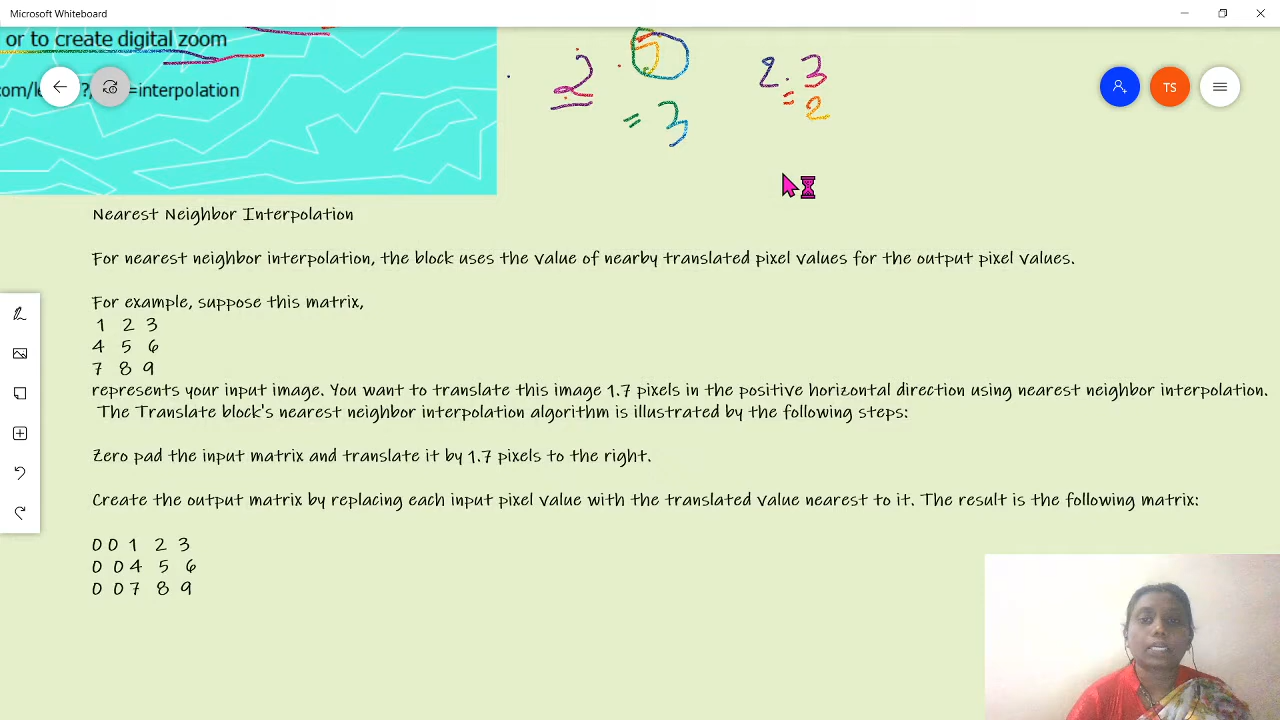 Microsoft Whiteboard
or to create digital zoom
=interpolation
2.5
= 3
2.3
= 2
TS
Nearest Neighbor Interpolation
For nearest neighbor interpolation, the block uses the value of nearby translated pixel values for the output pixel values.
For example, suppose this matrix,
1 2 3
4 5 6
7 8 9
represents your input image. You want to translate this image 1.7 pixels in the positive horizontal direction using nearest neighbor interpolation.
The Translate block's nearest neighbor interpolation algorithm is illustrated by the following steps:
Zero pad the input matrix and translate it by 1.7 pixels to the right.
Create the output matrix by replacing each input pixel value with the translated value nearest to it. The result is the following matrix:
0 0 1 2 3
0 0 4 5 6
0 0 7 8 9